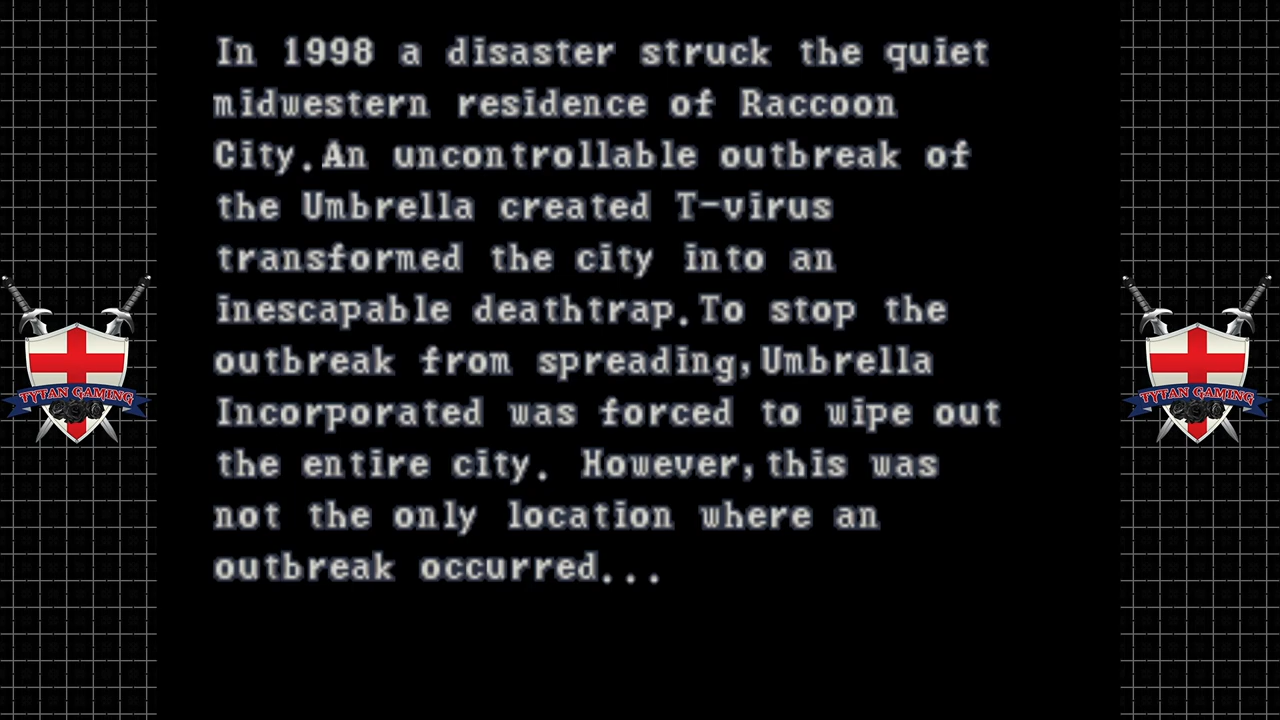 In 1998 a disaster struck the quiet
midwestern residence of Raccoon
City.An uncontrollable outbreak of
the Umbrella created T-virus
transformed the city into an
inescapable deathtrap.To stop the
outbreak from spreading,Umbrella
Incorporated was forced to wipe out
the entire city. However,this was
not the only location where an
outbreak occurred...
TYTAN GAMING
TYTAN GAMING